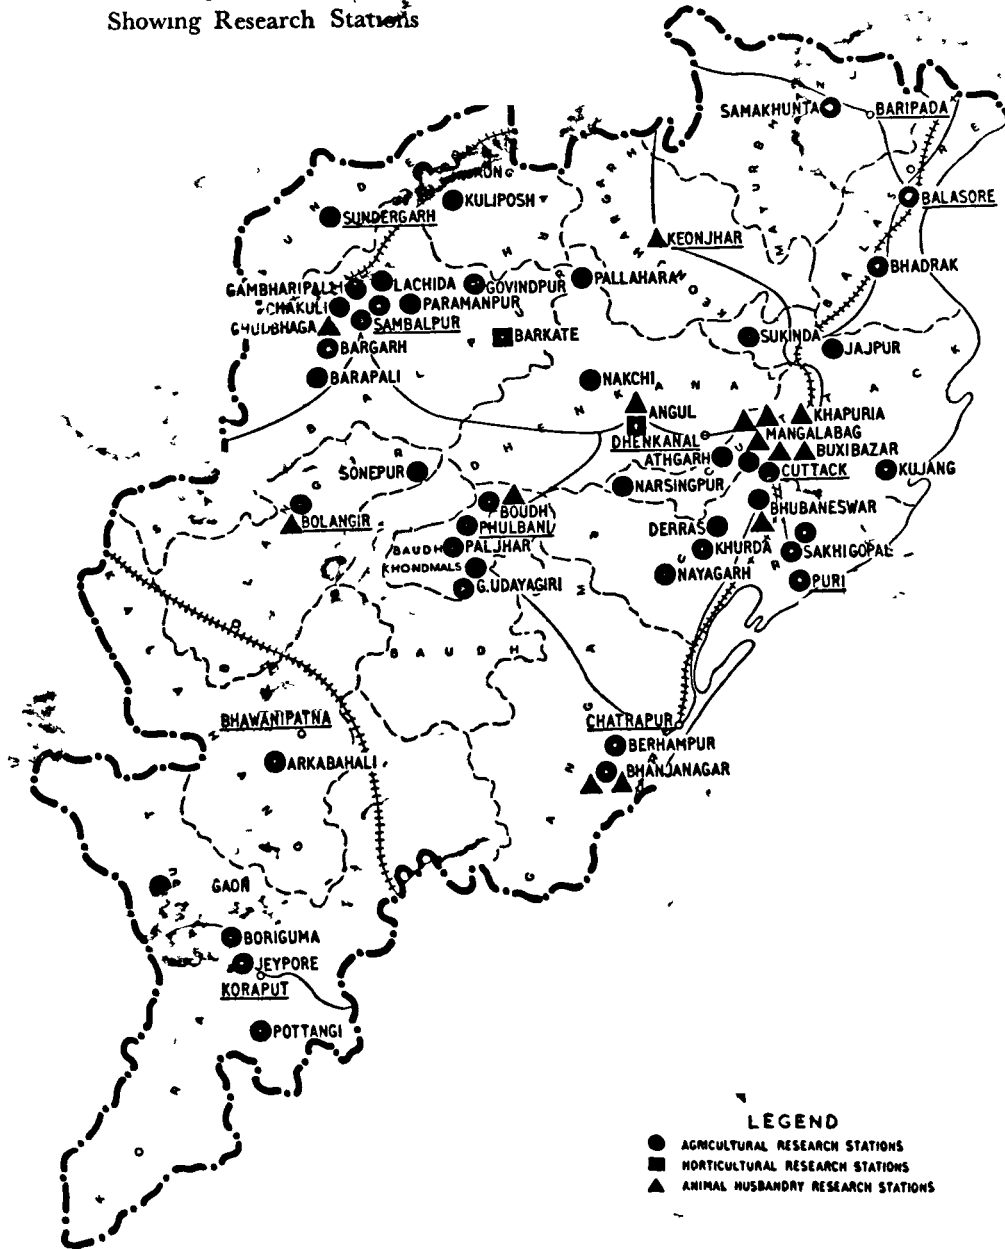 Showing Research Stations
SAMAKHUNTA
BARIPADA
KULIPOSH
SUNDERGARH
BALASORE
KEONJHAR
BHADRAK
GAMBHARIPALI
LACHIDA
GOVINDPUR
PALLAHARA
CHAKULI
PARAMANPUR
SAMBALPUR
GHUDBHAGA
BARKATE
SUKINDA
BARGARH
JAJPUR
BARAPALI
NAKCHI
ANGUL
KHAPURIA
DHENKANAL
MANGALABAG
ATHGARH
BUXIBAZAR
SONEPUR
CUTTACK
KUJANG
NARSINGPUR
BOUDH
BHUBANESWAR
BOLANGIR
PHULBANI
DERRAS
BAUDH
PALJHAR
KHURDA
SAKHIGOPAL
KHONDMALS
NAYAGARH
PURI
G.UDAYAGIRI
BAUDH
BHAWANIPATNA
CHATRAPUR
BERHAMPUR
ARKABAHALI
BHANJANAGAR
GAON
BORIGUMA
JEYPORE
KORAPUT
POTTANGI
LEGEND
AGRICULTURAL RESEARCH STATIONS
HORTICULTURAL RESEARCH STATIONS
ANIMAL HUSBANDRY RESEARCH STATIONS